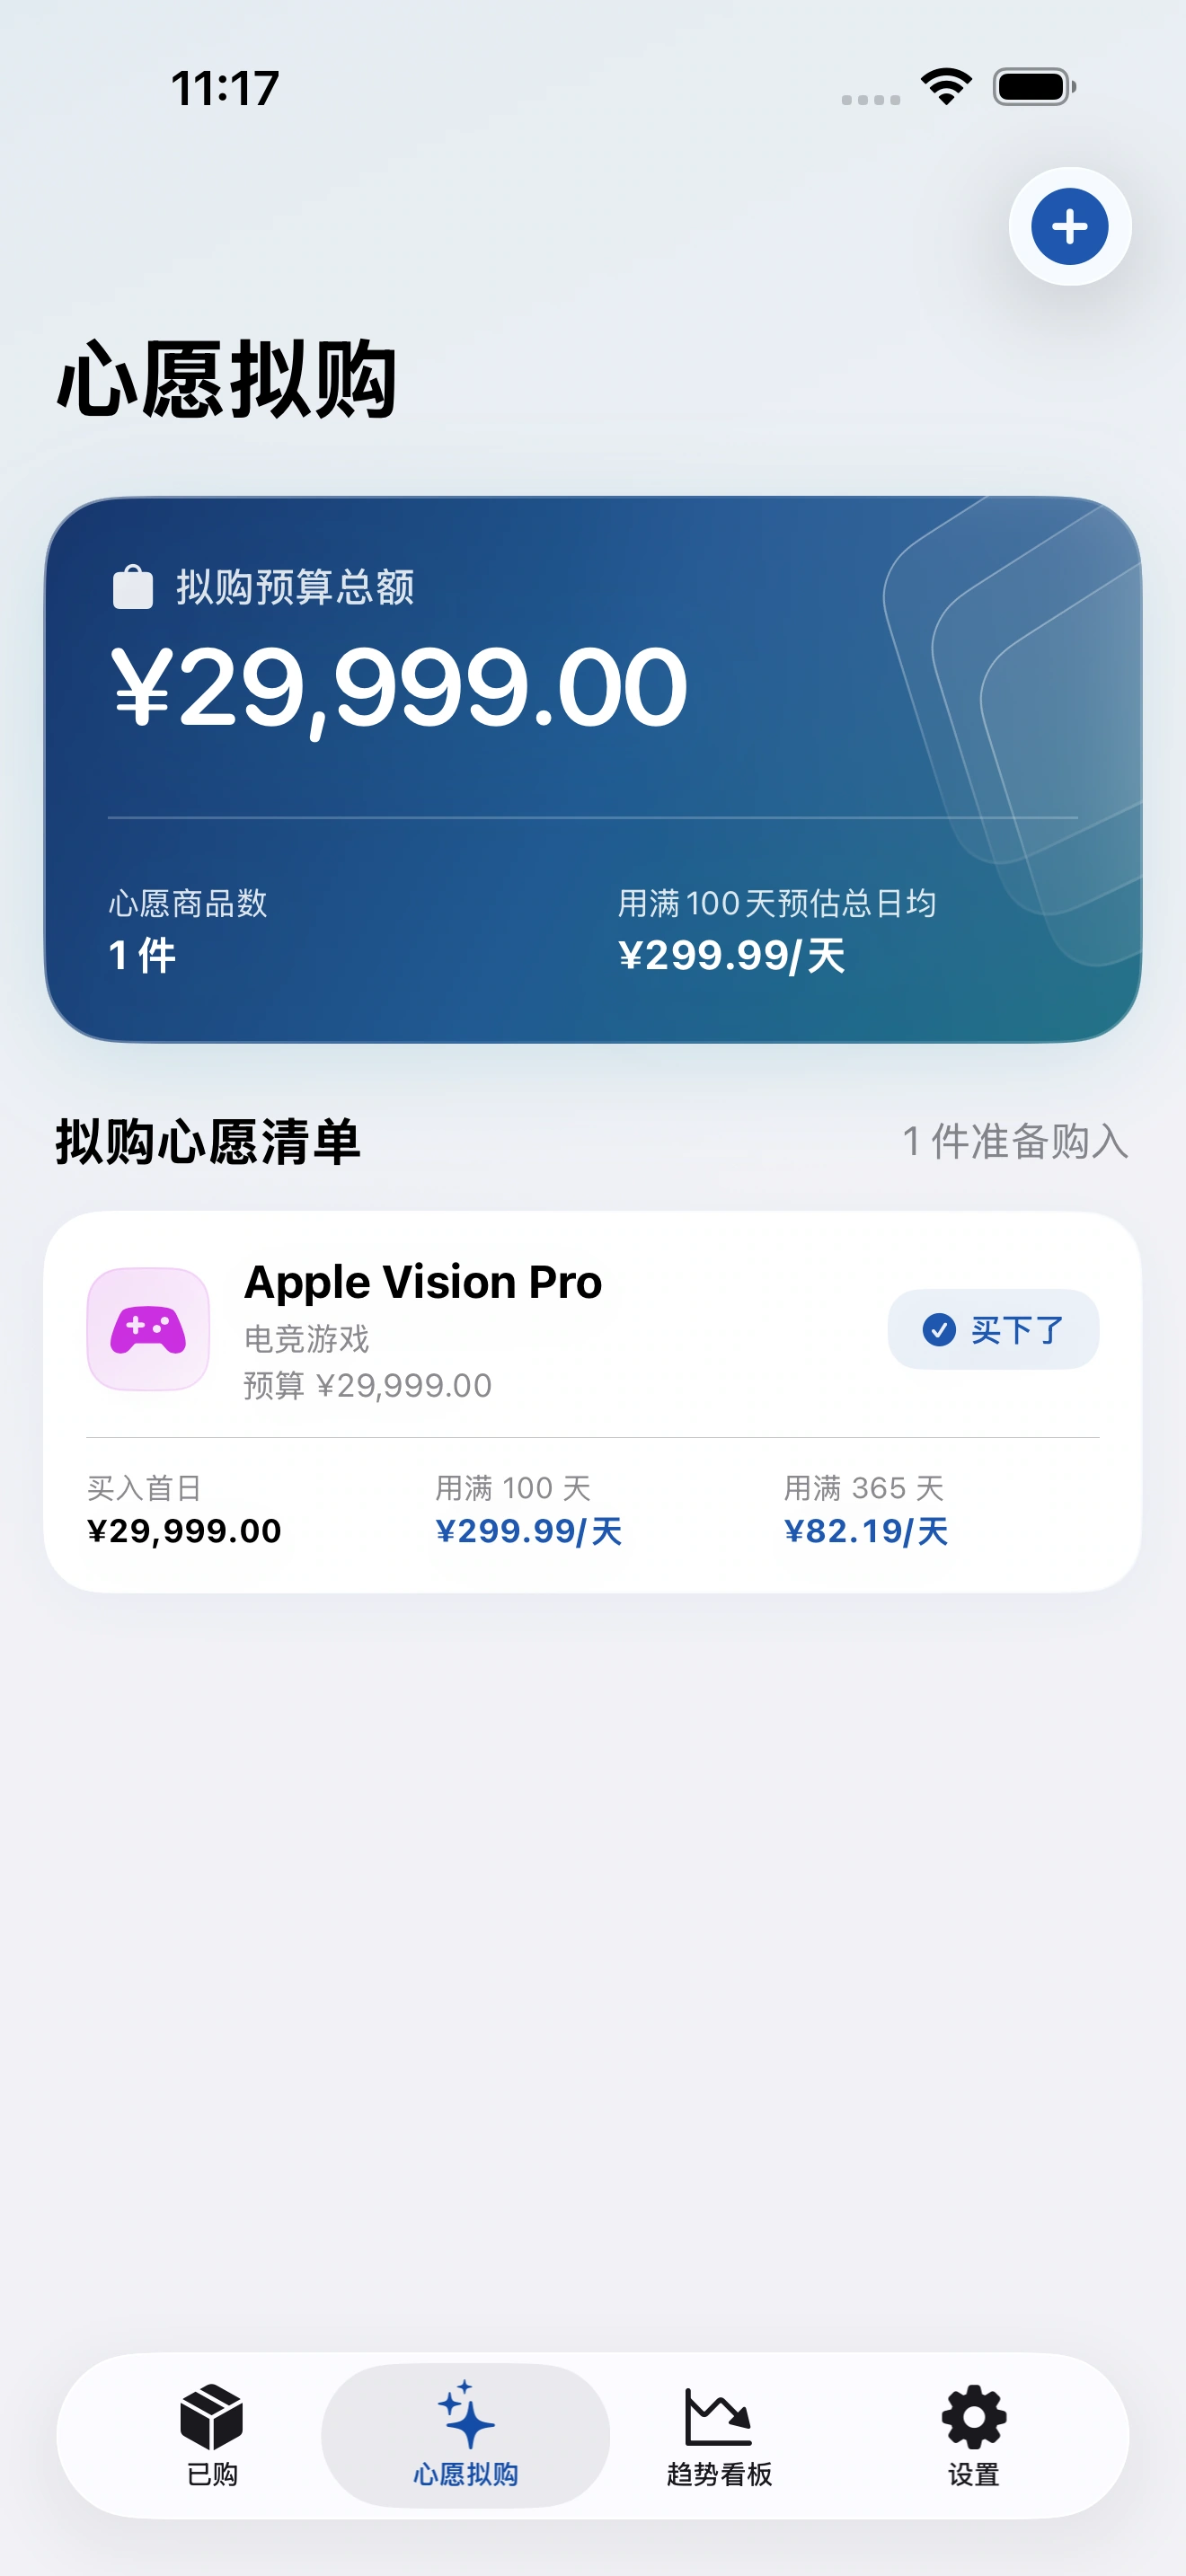 11:17
心愿拟购
拟购预算总额
¥29,999.00
心愿商品数
用满100天预估总日均
1 件
¥299.99/天
拟购心愿清单
1 件准备购入
Apple Vision Pro
电竞游戏
预算 ¥29,999.00
买下了
买入首日
用满 100 天
用满 365 天
¥29,999.00
¥299.99/天
¥82.19/天
已购
心愿拟购
趋势看板
设置